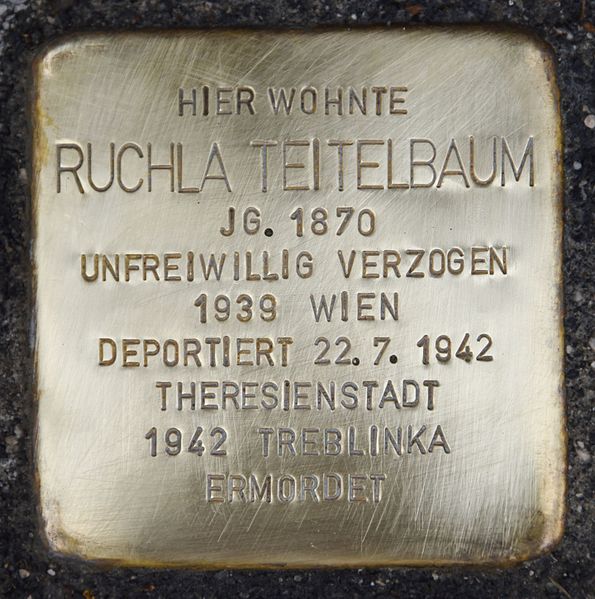 HIER WOHNTE
RUCHLA TEITELBAUM
JG. 1870
UNFREIWILLIG VERZOGEN
1939 WIEN
DEPORTIERT 22. 7. 1942
THERESIENSTADT
1942 TREBLINKA
ERMORDET